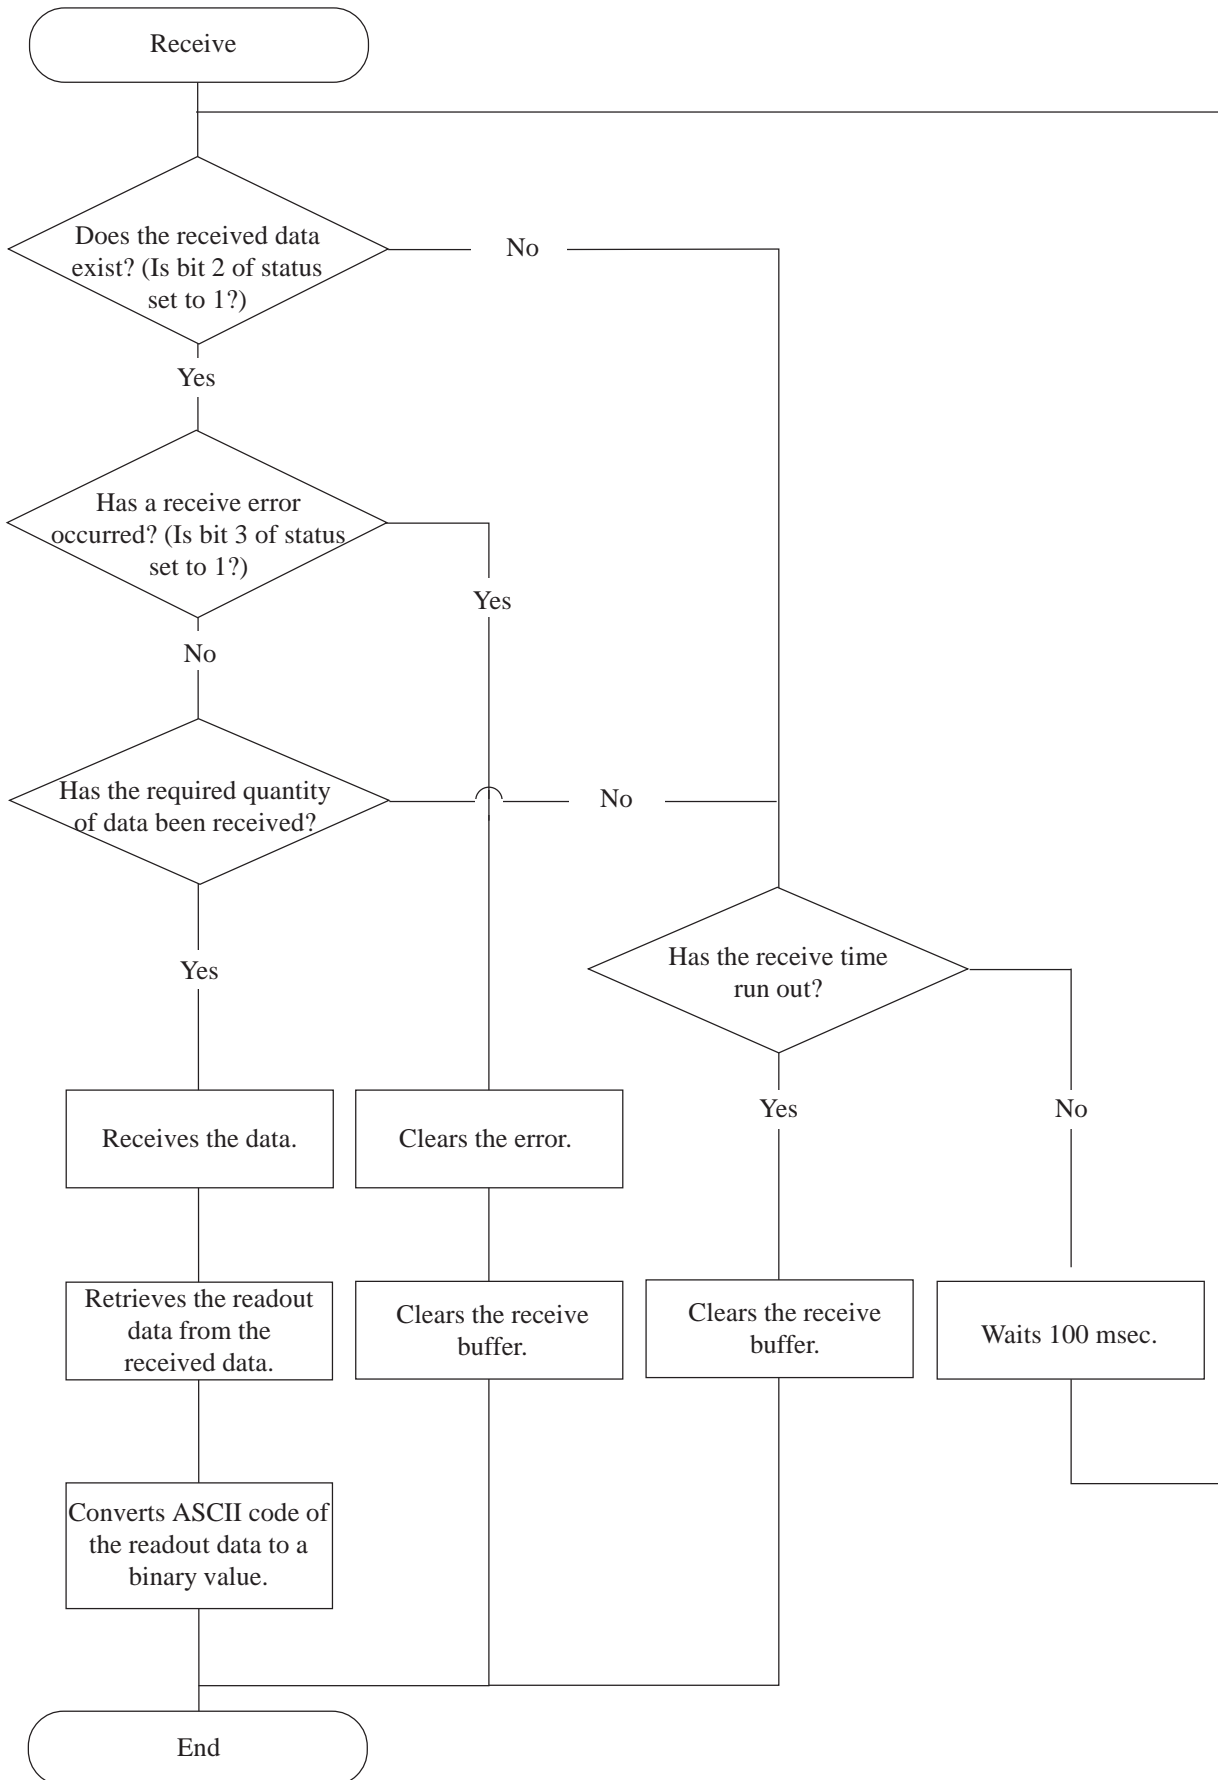 Receive
Does the received data
exist? (Is bit 2 of status
set to 1?)
No
Yes
Has a receive error
occurred? (Is bit 3 of status
set to 1?)
Yes
No
Has the required quantity
of data been received?
No
Yes
Has the receive time
run out?
Yes
No
Receives the data.
Clears the error.
Retrieves the readout
data from the
received data.
Clears the receive
buffer.
Clears the receive
buffer.
Waits 100 msec.
Converts ASCII code of
the readout data to a
binary value.
End